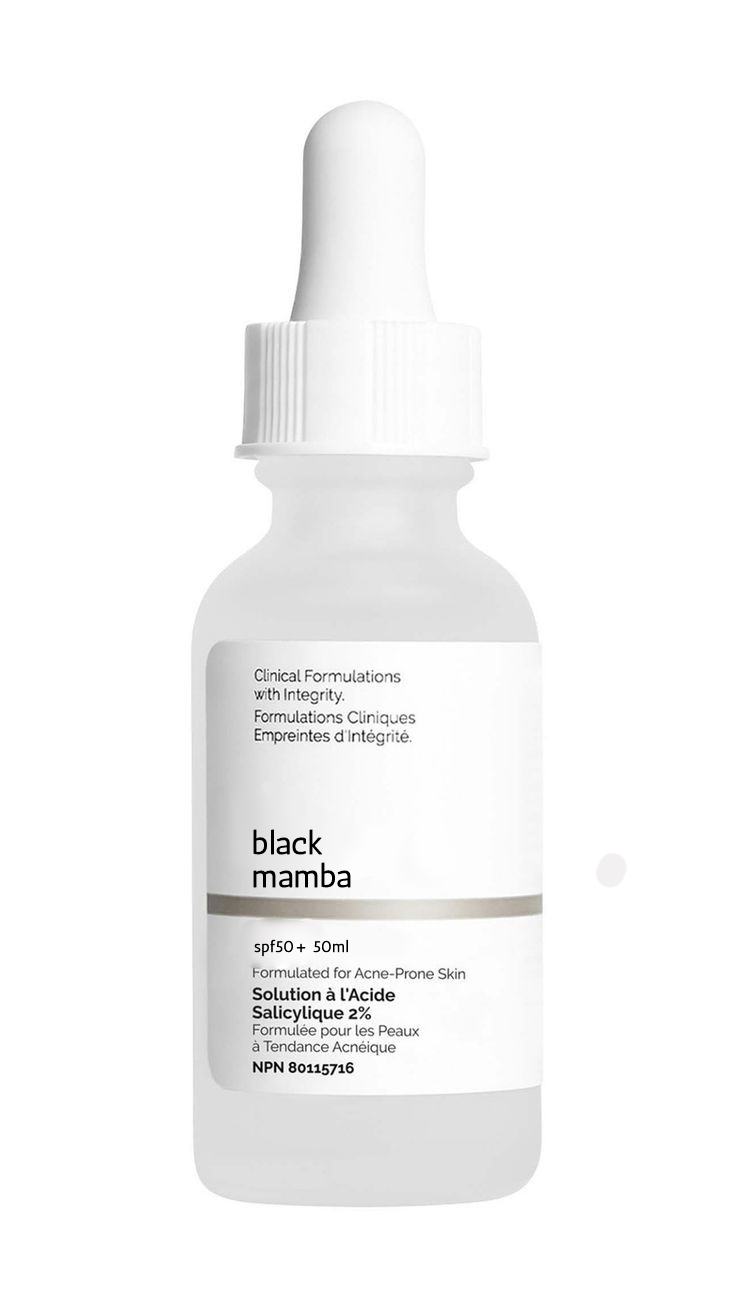 Clinical Formulations
with Integrity.
Formulations Cliniques
Empreintes d'Intégrité.
black
mamba
spf50+ 50ml
Formulated for Acne-Prone Skin
Solution à l'Acide
Salicylique 2%
Formulée pour les Peaux
à Tendance Acnéique
NPN 80115716